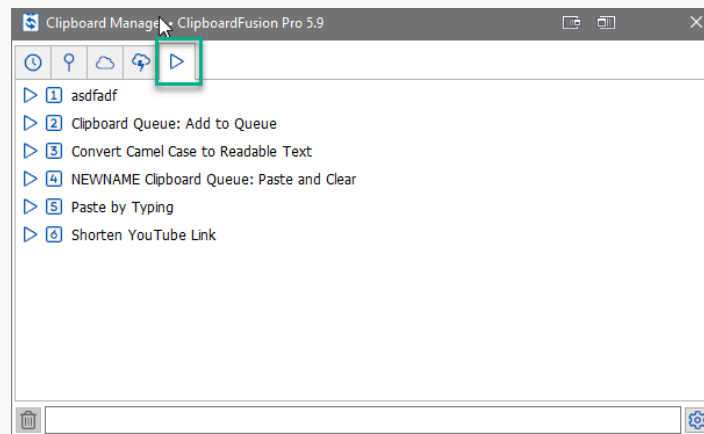 Clipboard Manager • ClipboardFusion Pro 5.9
1 asdfadf
2 Clipboard Queue: Add to Queue
3 Convert Camel Case to Readable Text
4 NEWNAME Clipboard Queue: Paste and Clear
5 Paste by Typing
6 Shorten YouTube Link